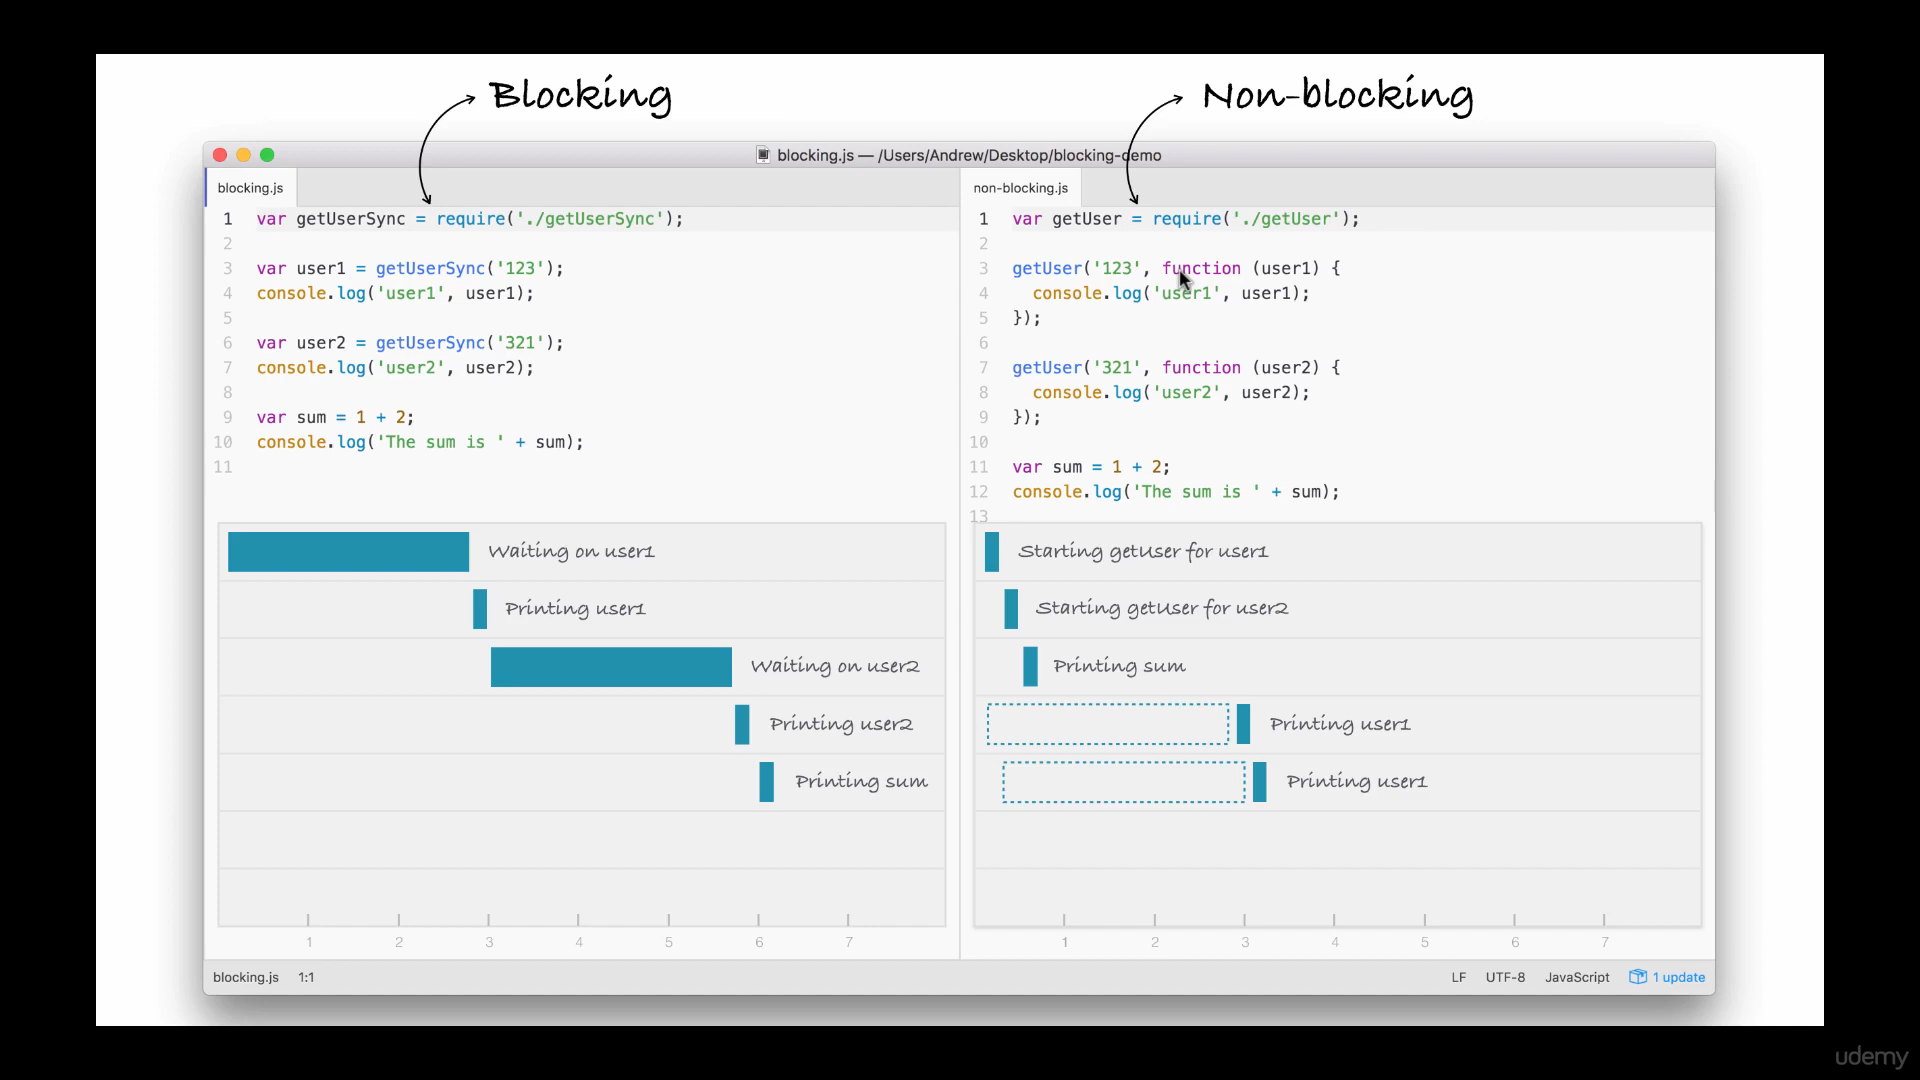 Blocking
Non-blocking
blocking.js — /Users/Andrew/Desktop/blocking-demo
blocking.js
1 var getUserSync = require('./getUserSync');
2
3 var user1 = getUserSync('123');
4 console.log('user1', user1);
5
6 var user2 = getUserSync('321');
7 console.log('user2', user2);
8
9 var sum = 1 + 2;
10 console.log('The sum is ' + sum);
11
Waiting on user1
Printing user1
Waiting on user2
Printing user2
Printing sum
1 2 3 4 5 6 7
non-blocking.js
1 var getUser = require('./getUser');
2
3 getUser('123', function (user1) {
4   console.log('user1', user1);
5 });
6
7 getUser('321', function (user2) {
8   console.log('user2', user2);
9 });
10
11 var sum = 1 + 2;
12 console.log('The sum is ' + sum);
13
Starting getUser for user1
Starting getUser for user2
Printing sum
Printing user1
Printing user1
1 2 3 4 5 6 7
blocking.js 1:1
LF UTF-8 JavaScript 1 update
udemy